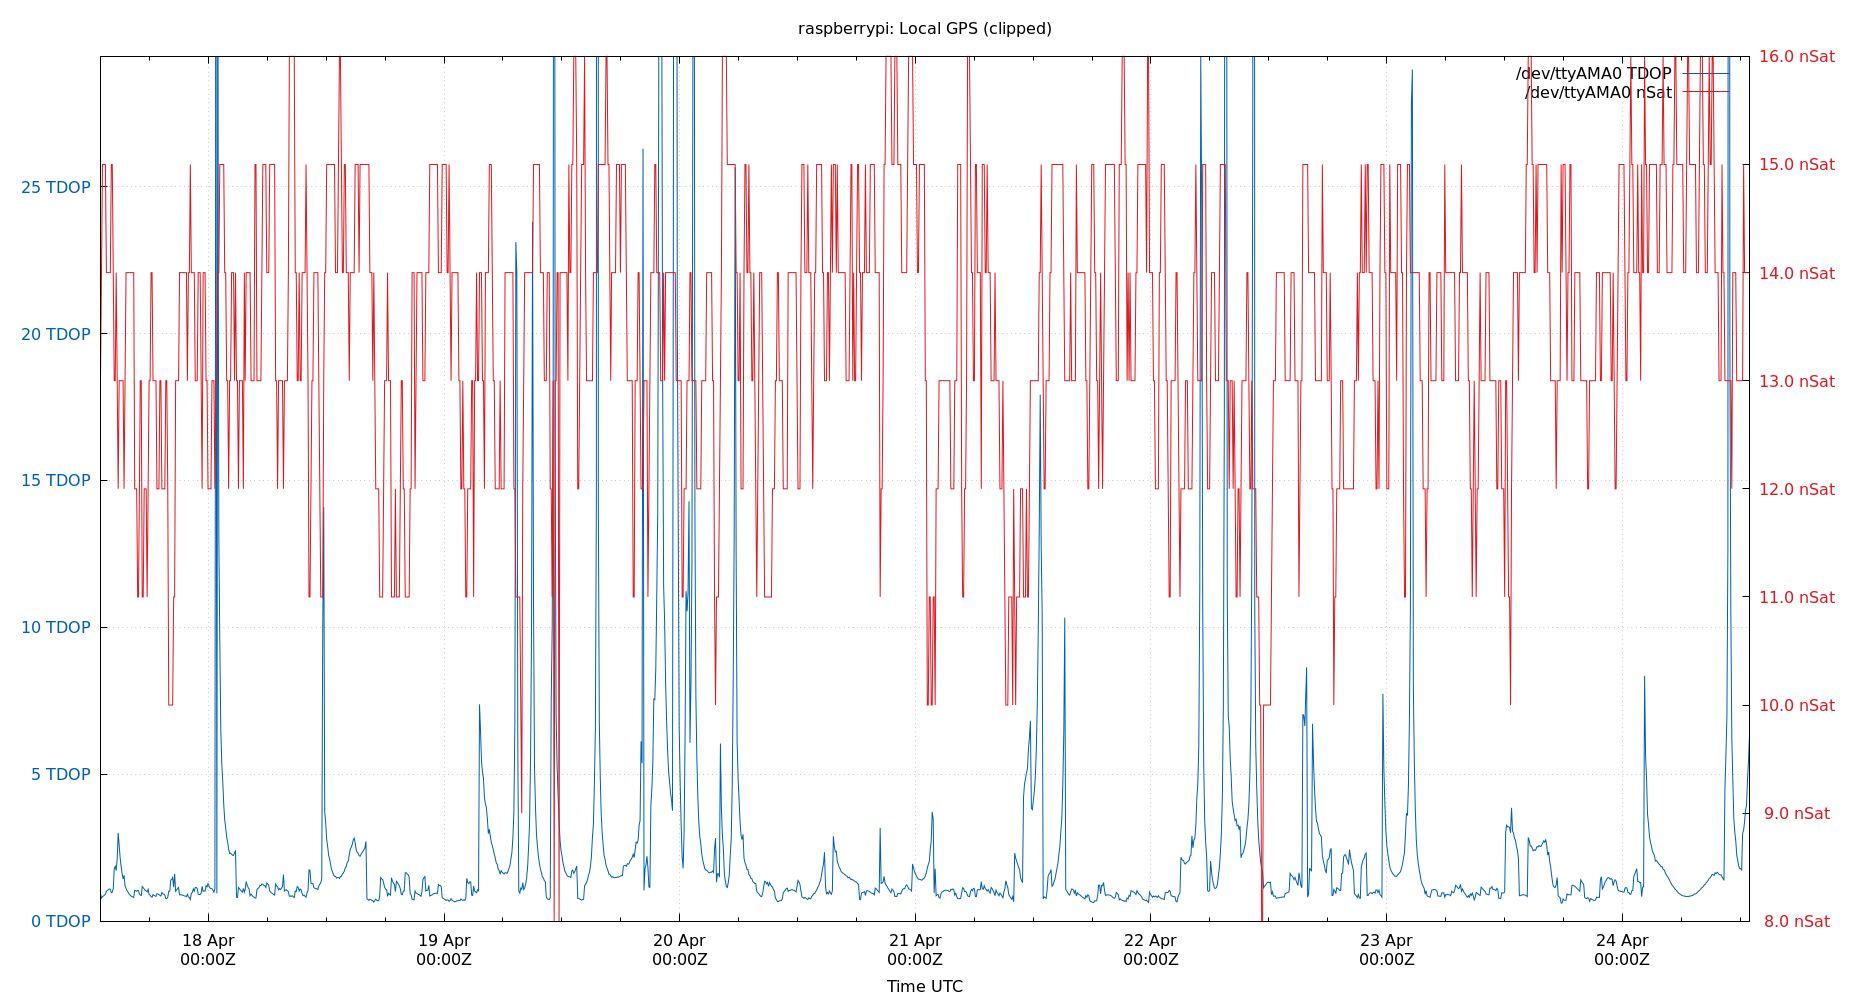 raspberrypi: Local GPS (clipped)
/dev/ttyAMA0 TDOP
/dev/ttyAMA0 nSat
25 TDOP
20 TDOP
15 TDOP
10 TDOP
5 TDOP
0 TDOP
16.0 nSat
15.0 nSat
14.0 nSat
13.0 nSat
12.0 nSat
11.0 nSat
10.0 nSat
9.0 nSat
8.0 nSat
18 Apr
00:00Z
19 Apr
00:00Z
20 Apr
00:00Z
21 Apr
00:00Z
22 Apr
00:00Z
23 Apr
00:00Z
24 Apr
00:00Z
Time UTC